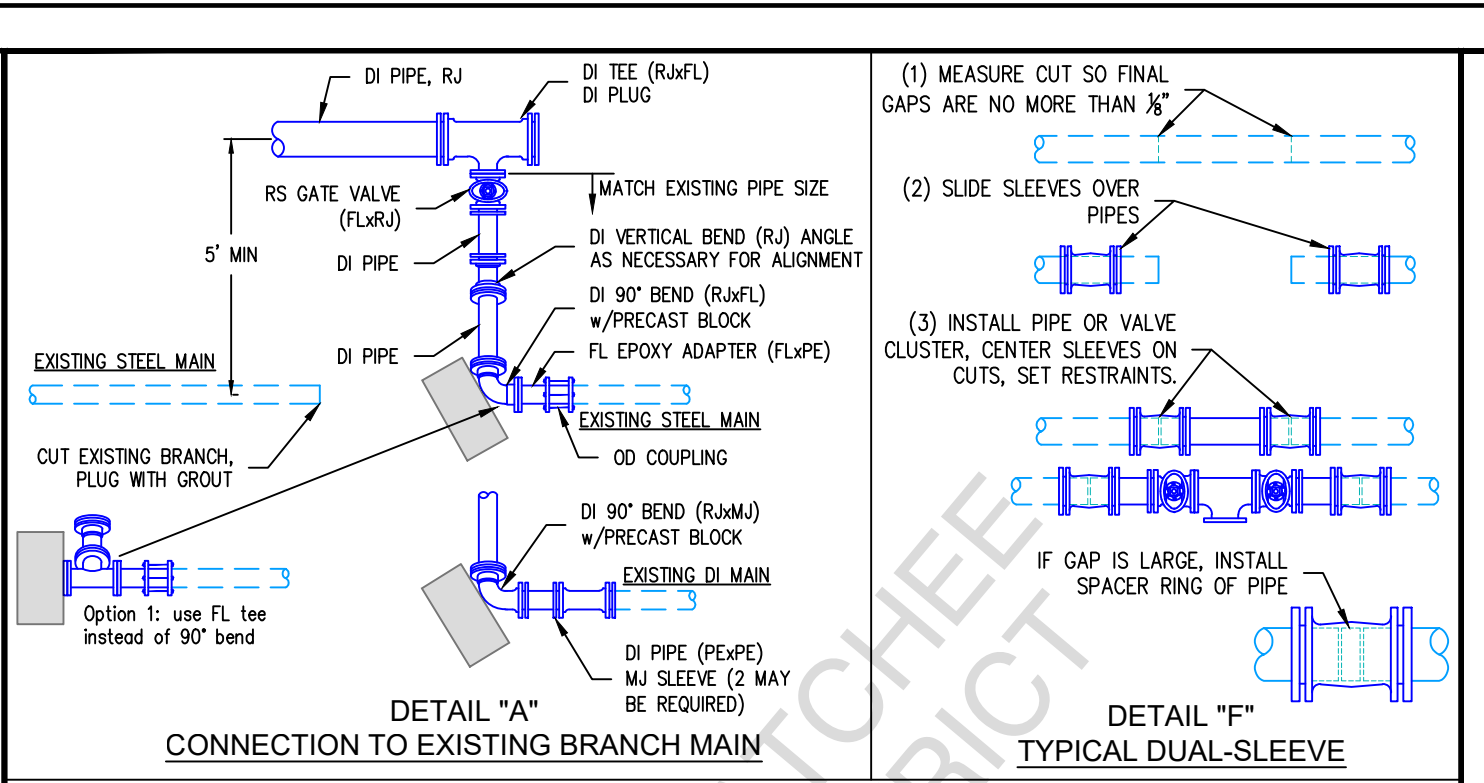 DI PIPE, RJ
DI TEE (RJxFL)
DI PLUG
RS GATE VALVE
(FLxRJ)
MATCH EXISTING PIPE SIZE
5' MIN
DI PIPE
DI VERTICAL BEND (RJ) ANGLE
AS NECESSARY FOR ALIGNMENT
DI 90° BEND (RJxFL)
w/PRECAST BLOCK
DI PIPE
FL EPOXY ADAPTER (FLxPE)
EXISTING STEEL MAIN
EXISTING STEEL MAIN
OD COUPLING
CUT EXISTING BRANCH,
PLUG WITH GROUT
DI 90° BEND (RJxMJ)
w/PRECAST BLOCK
EXISTING DI MAIN
Option 1: use FL tee
instead of 90° bend
DI PIPE (PExPE)
MJ SLEEVE (2 MAY
BE REQUIRED)
DETAIL "A"
CONNECTION TO EXISTING BRANCH MAIN
(1) MEASURE CUT SO FINAL
GAPS ARE NO MORE THAN ⅛"
(2) SLIDE SLEEVES OVER
PIPES
(3) INSTALL PIPE OR VALVE
CLUSTER, CENTER SLEEVES ON
CUTS, SET RESTRAINTS.
IF GAP IS LARGE, INSTALL
SPACER RING OF PIPE
DETAIL "F"
TYPICAL DUAL-SLEEVE